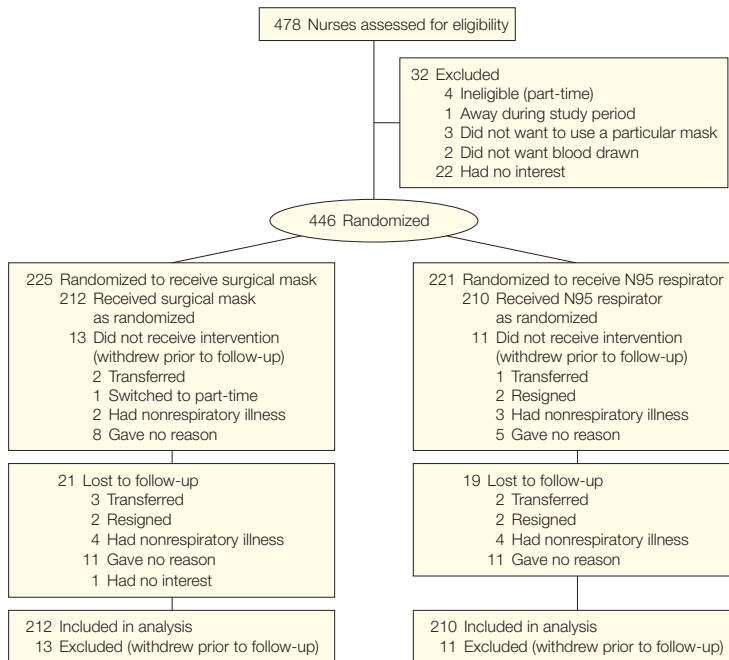 478 Nurses assessed for eligibility
32 Excluded
4 Ineligible (part-time)
1 Away during study period
3 Did not want to use a particular mask
2 Did not want blood drawn
22 Had no interest
446 Randomized
225 Randomized to receive surgical mask
212 Received surgical mask
as randomized
13 Did not receive intervention
(withdrew prior to follow-up)
2 Transferred
1 Switched to part-time
2 Had nonrespiratory illness
8 Gave no reason
221 Randomized to receive N95 respirator
210 Received N95 respirator
as randomized
11 Did not receive intervention
(withdrew prior to follow-up)
1 Transferred
2 Resigned
3 Had nonrespiratory illness
5 Gave no reason
21 Lost to follow-up
3 Transferred
2 Resigned
4 Had nonrespiratory illness
11 Gave no reason
1 Had no interest
19 Lost to follow-up
2 Transferred
2 Resigned
4 Had nonrespiratory illness
11 Gave no reason
212 Included in analysis
13 Excluded (withdrew prior to follow-up)
210 Included in analysis
11 Excluded (withdrew prior to follow-up)